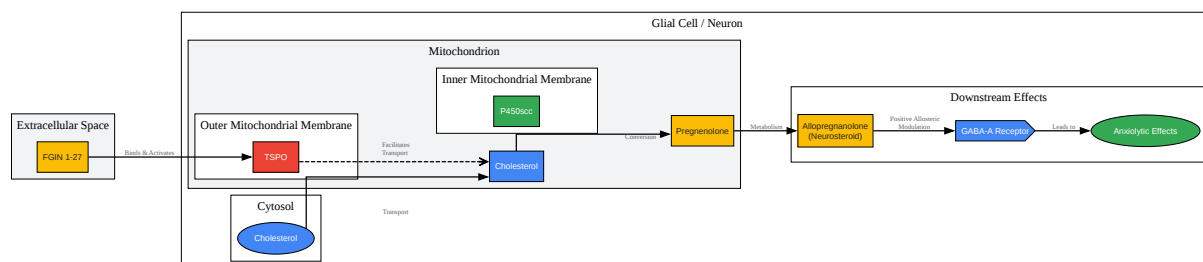 Glial Cell / Neuron
Mitochondrion
Inner Mitochondrial Membrane
P450scc
Extracellular Space
FGIN 1-27
Binds & Activates
Outer Mitochondrial Membrane
TSPO
Facilitates
Transport
Cholesterol
Conversion
Pregnenolone
Metabolism
Downstream Effects
Allopregnanolone
(Neurosteroid)
Positive Allosteric
Modulation
GABA-A Receptor
Leads to
Anxiolytic Effects
Cytosol
Cholesterol
Transport